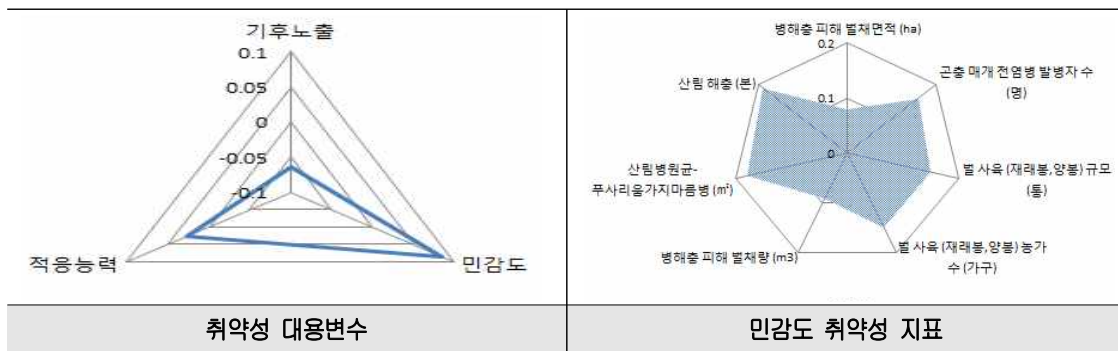 기후노출
0.1
0.05
0
-0.05
-0.1
적응능력
민감도
병해충 피해 벌채면적 (ha)
0.2
0.1
0
곤충 매개 전염병 발병자 수
(명)
벌 사육 (재래봉,양봉) 규모
(통)
벌 사육 (재래봉,양봉) 농가
수 (가구)
병해충 피해 벌채량 (m3)
산림병원균-
푸사리움가지마름병 (㎡)
산림 해충 (본)
취약성 대용변수
민감도 취약성 지표